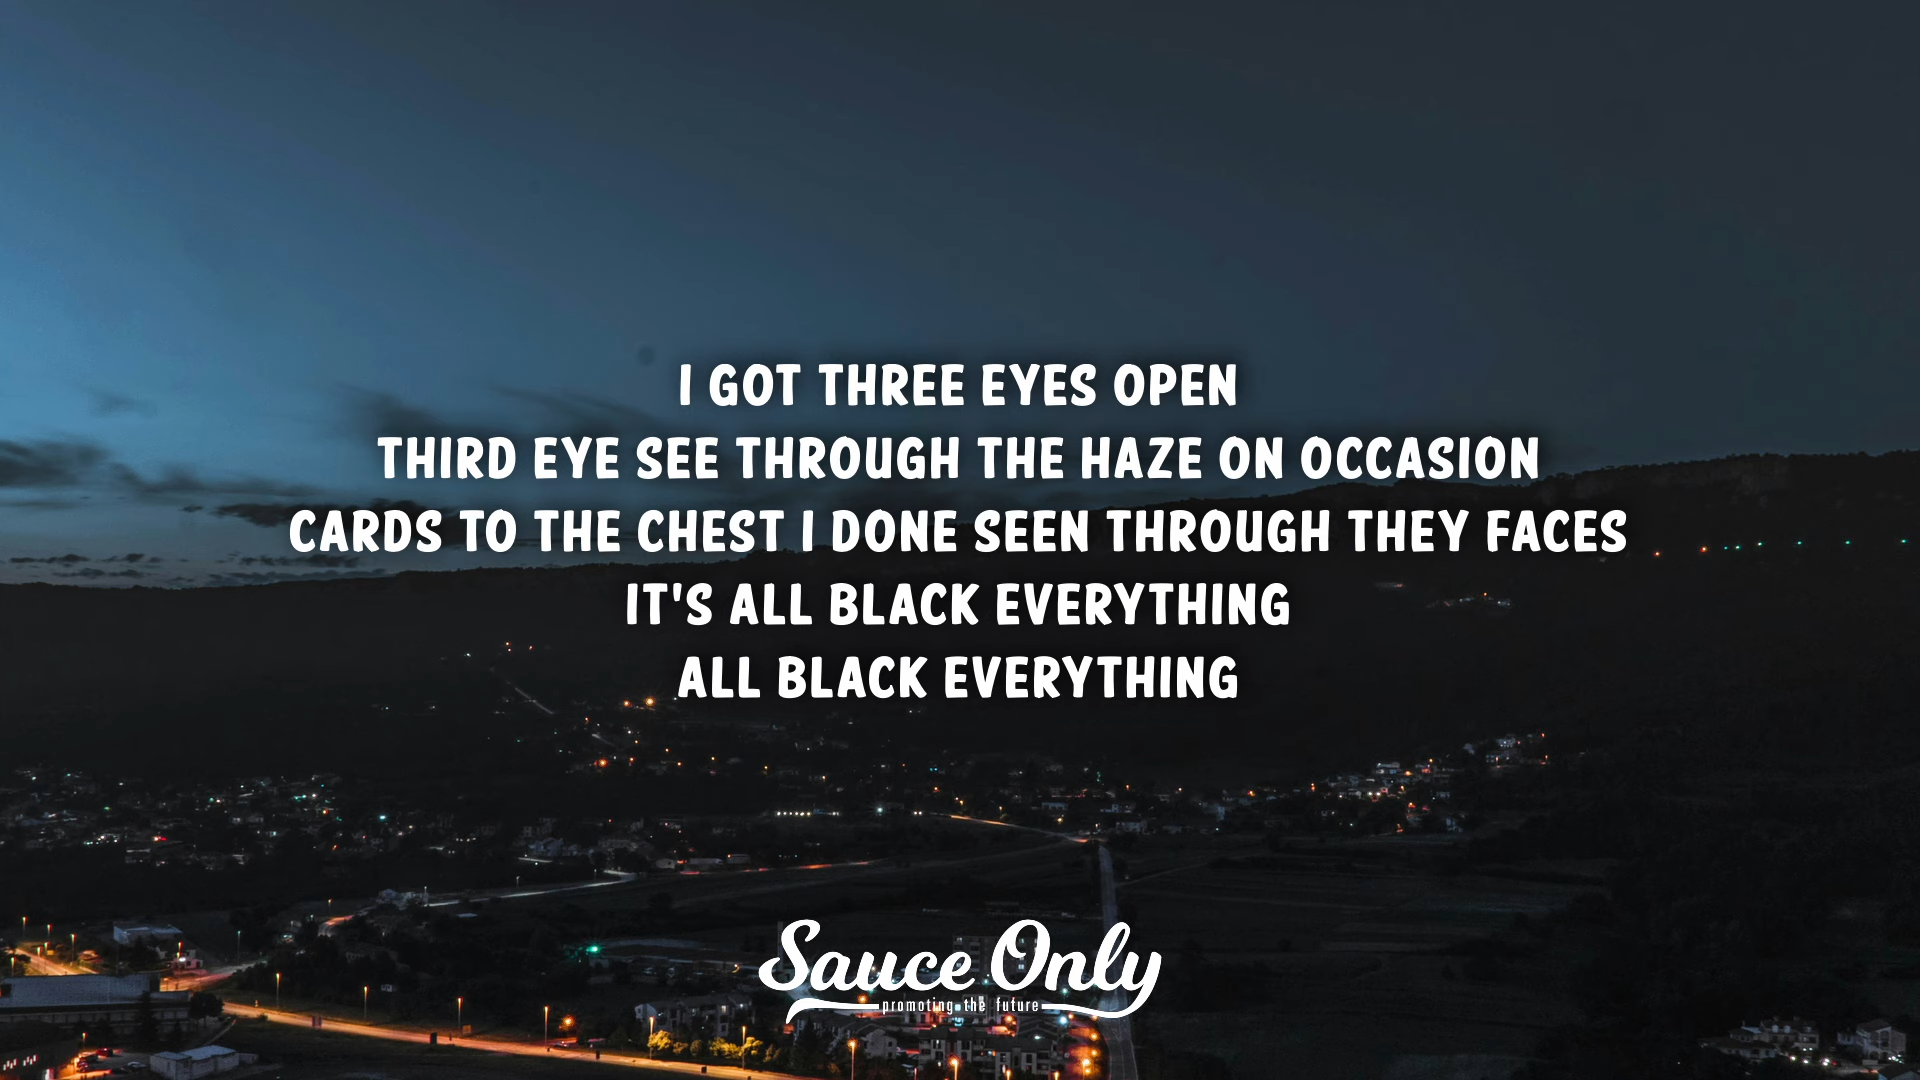 I GOT THREE EYES OPEN
THIRD EYE SEE THROUGH THE HAZE ON OCCASION
CARDS TO THE CHEST I DONE SEEN THROUGH THEY FACES
IT'S ALL BLACK EVERYTHING
ALL BLACK EVERYTHING
Sauce Only
promoting the future